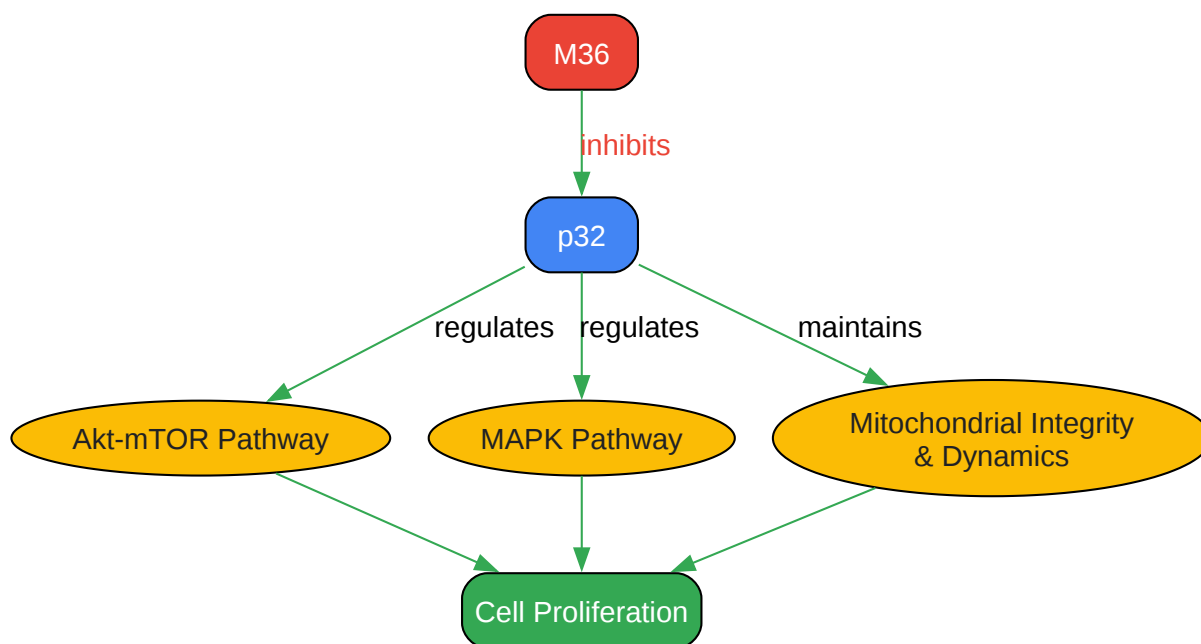 M36
inhibits
p32
regulates
regulates
maintains
Akt-mTOR Pathway
MAPK Pathway
Mitochondrial Integrity
& Dynamics
Cell Proliferation